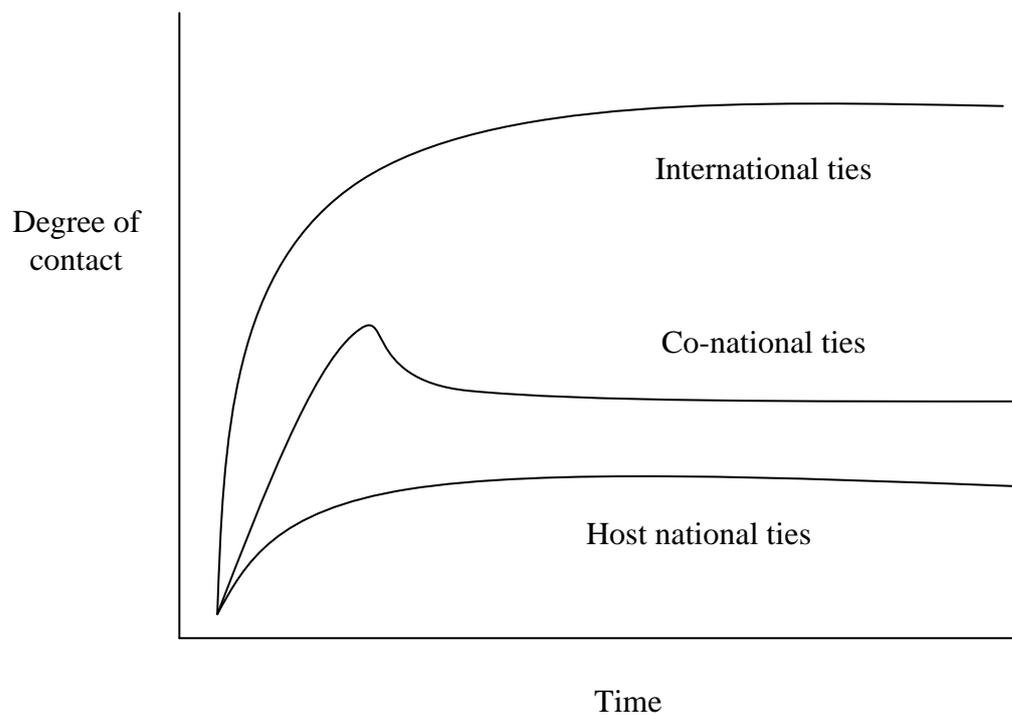 International ties
Degree of
contact
Co-national ties
Host national ties
Time